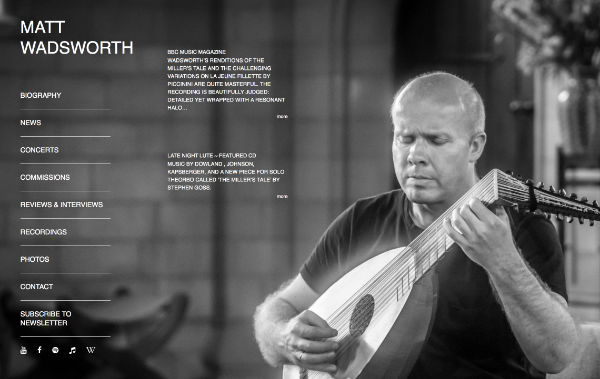 MATT
WADSWORTH
BIOGRAPHY
NEWS
CONCERTS
COMMISSIONS
REVIEWS & INTERVIEWS
RECORDINGS
PHOTOS
CONTACT
SUBSCRIBE TO
NEWSLETTER
BBC MUSIC MAGAZINE
WADSWORTH'S RENDITIONS OF THE
MILLER'S TALE AND THE CHALLENGING
VARIATIONS ON LA JEUNE FILLETTE BY
PICCININI ARE QUITE MASTERFUL. THE
RECORDING IS BEAUTIFULLY JUDGED:
DETAILED YET WRAPPED WITH A RESONANT
HALO...
more
LATE NIGHT LUTE ~ FEATURED CD
MUSIC BY DOWLAND , JOHNSON,
KAPSBERGER, AND A NEW PIECE FOR SOLO
THEORBO CALLED 'THE MILLER'S TALE' BY
STEPHEN GOSS.
more